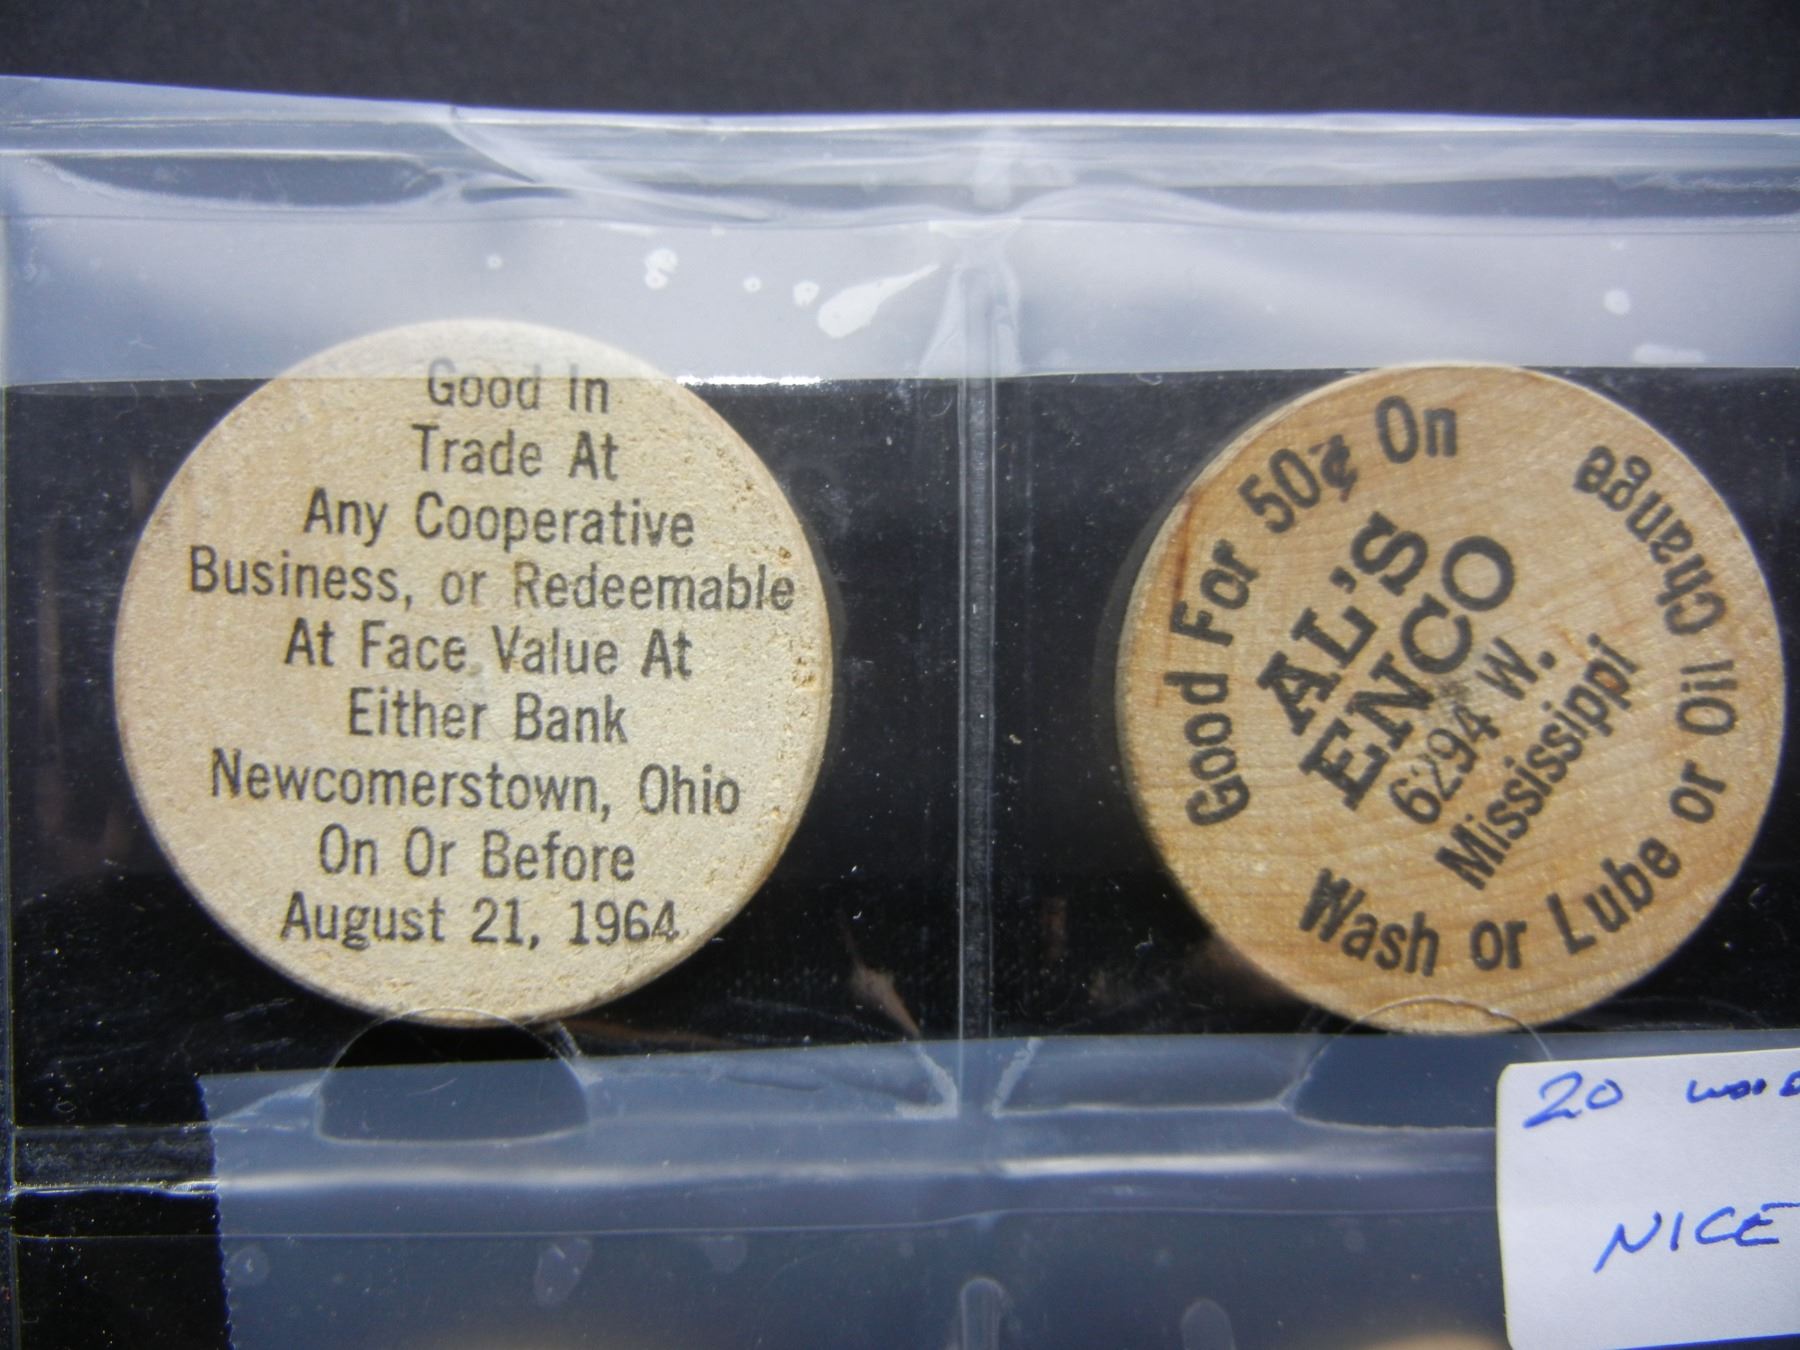 Good In
Trade At
Any Cooperative
Business, or Redeemable
At Face Value At
Either Bank
Newcomerstown, Ohio
On Or Before
August 21, 1964
Good For 50¢ On
Wash or Lube or Oil Change
AL'S
ENCO
6294 W.
Mississippi
20
NICE